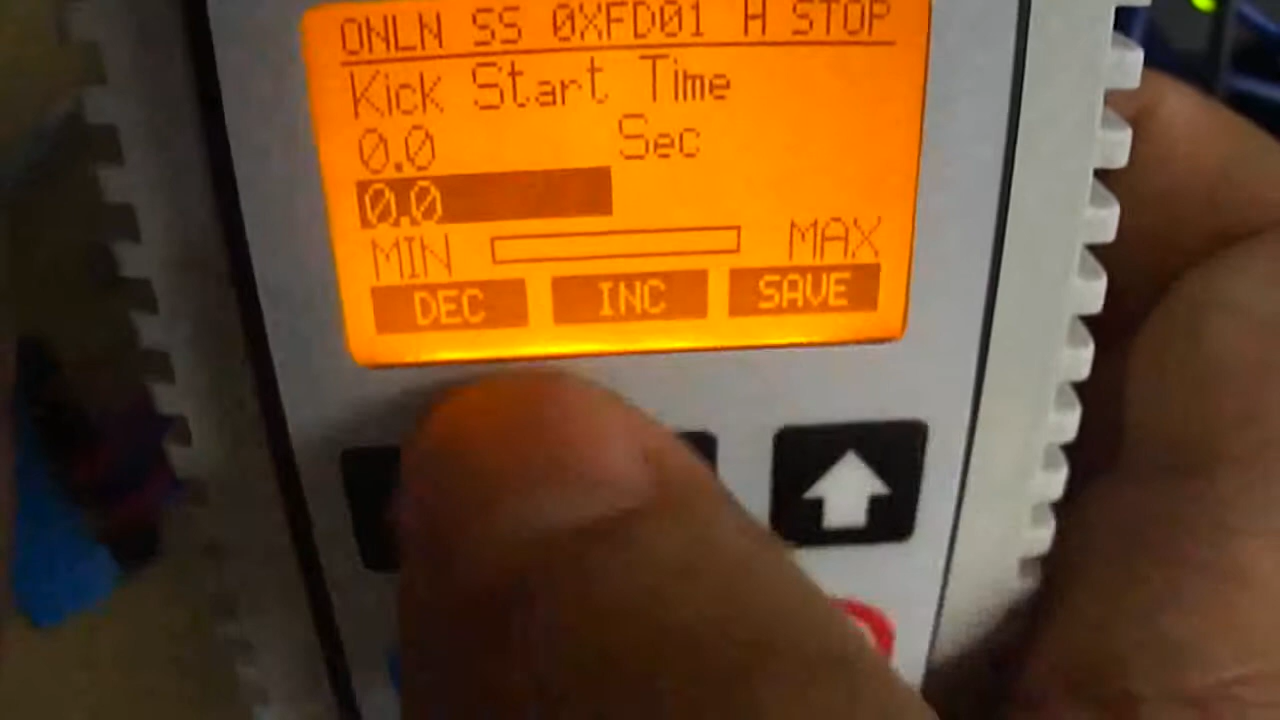 ONLN SS 0XFD01 H STOP
Kick Start Time
0.0 Sec
0.0
MIN MAX
DEC INC SAVE